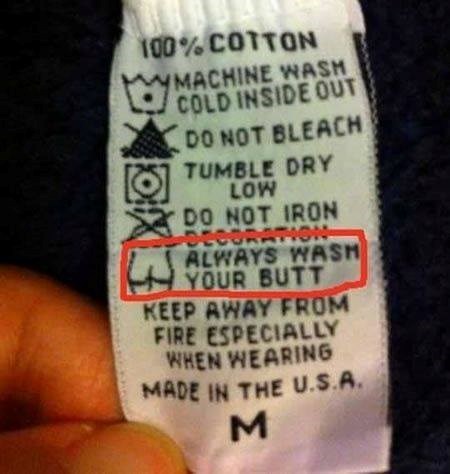 100% COTTON
MACHINE WASH
COLD INSIDE OUT
DO NOT BLEACH
TUMBLE DRY
LOW
DO NOT IRON
DECORATION
ALWAYS WASH
YOUR BUTT
KEEP AWAY FROM
FIRE ESPECIALLY
WHEN WEARING
MADE IN THE U.S.A.
M